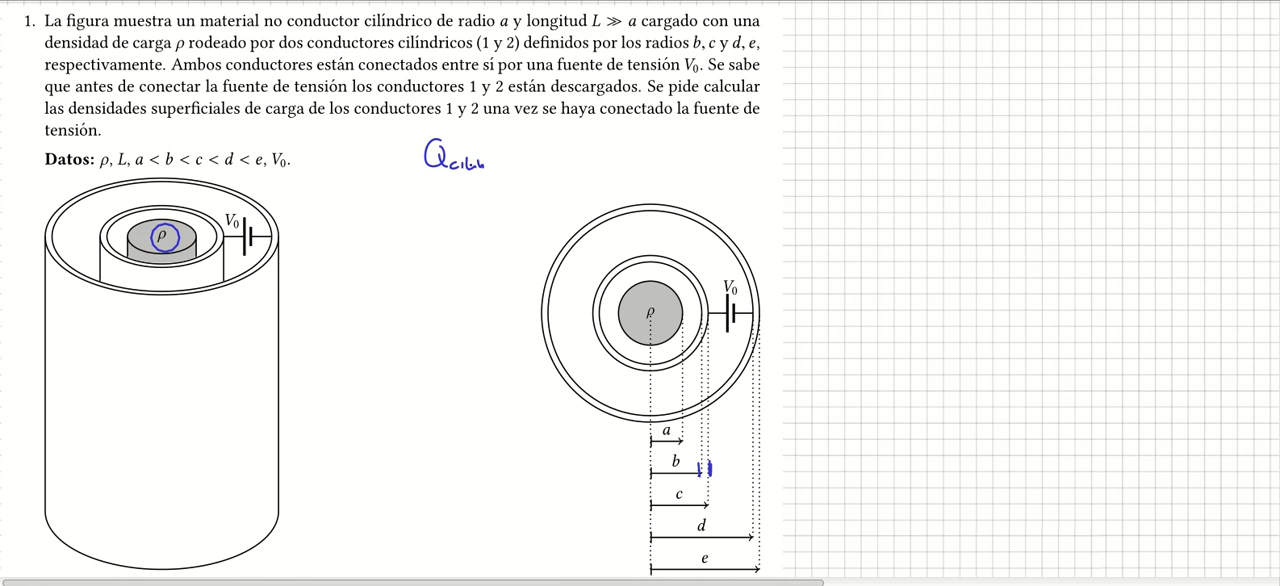 1. La figura muestra un material no conductor cilíndrico de radio a y longitud L ≫ a cargado con una
densidad de carga ρ rodeado por dos conductores cilíndricos (1 y 2) definidos por los radios b, c y d, e,
respectivamente. Ambos conductores están conectados entre sí por una fuente de tensión V₀. Se sabe
que antes de conectar la fuente de tensión los conductores 1 y 2 están descargados. Se pide calcular
las densidades superficiales de carga de los conductores 1 y 2 una vez se haya conectado la fuente de
tensión.
Datos: ρ, L, a < b < c < d < e, V₀.
V₀
ρ
V₀
ρ
a
b
c
d
e